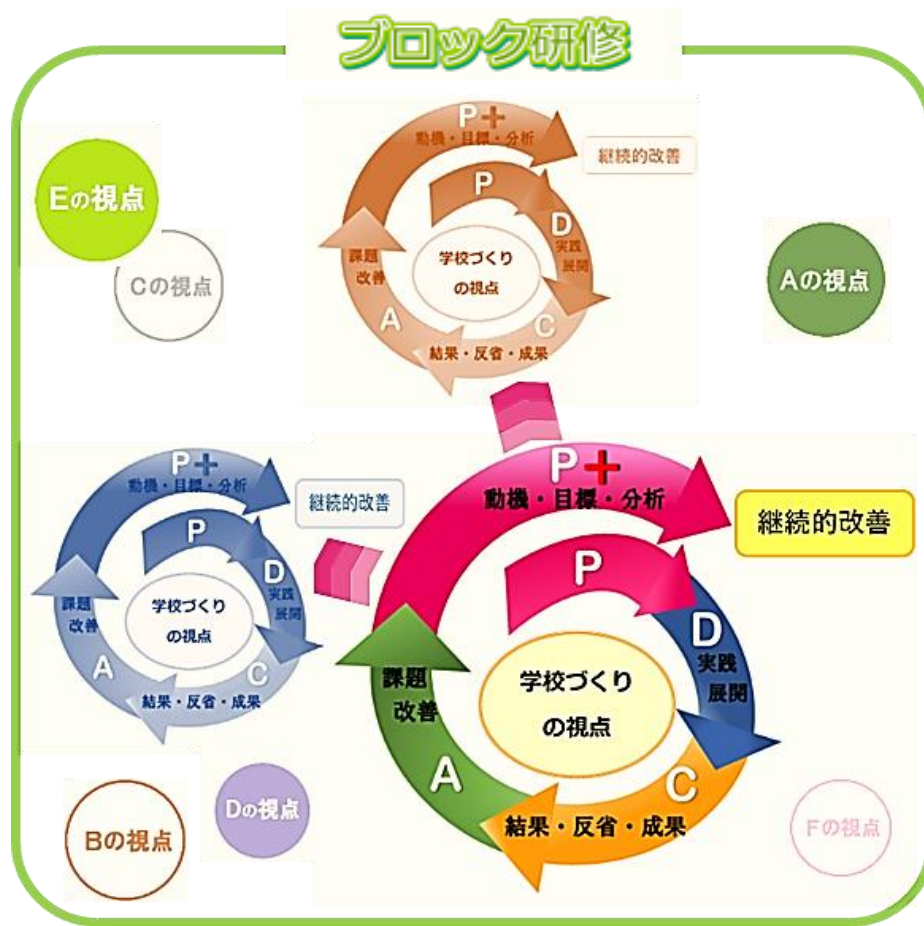 ブロック研修
P+
動機・目標・分析
継続的改善
P
D
実践
展開
学校づくり
の視点
課題
改善
A
C
結果・反省・成果
Eの視点
Cの視点
Aの視点
P+
動機・目標・分析
継続的改善
P
D
実践
展開
学校づくり
の視点
課題
改善
A
C
結果・反省・成果
P+
動機・目標・分析
継続的改善
P
D
実践
展開
学校づくり
の視点
課題
改善
A
C
結果・反省・成果
Bの視点
Dの視点
Fの視点